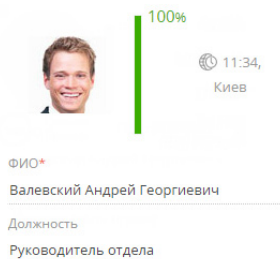 100%
11:34,
Киев
ФИО*
Валевский Андрей Георгиевич
Должность
Руководитель отдела